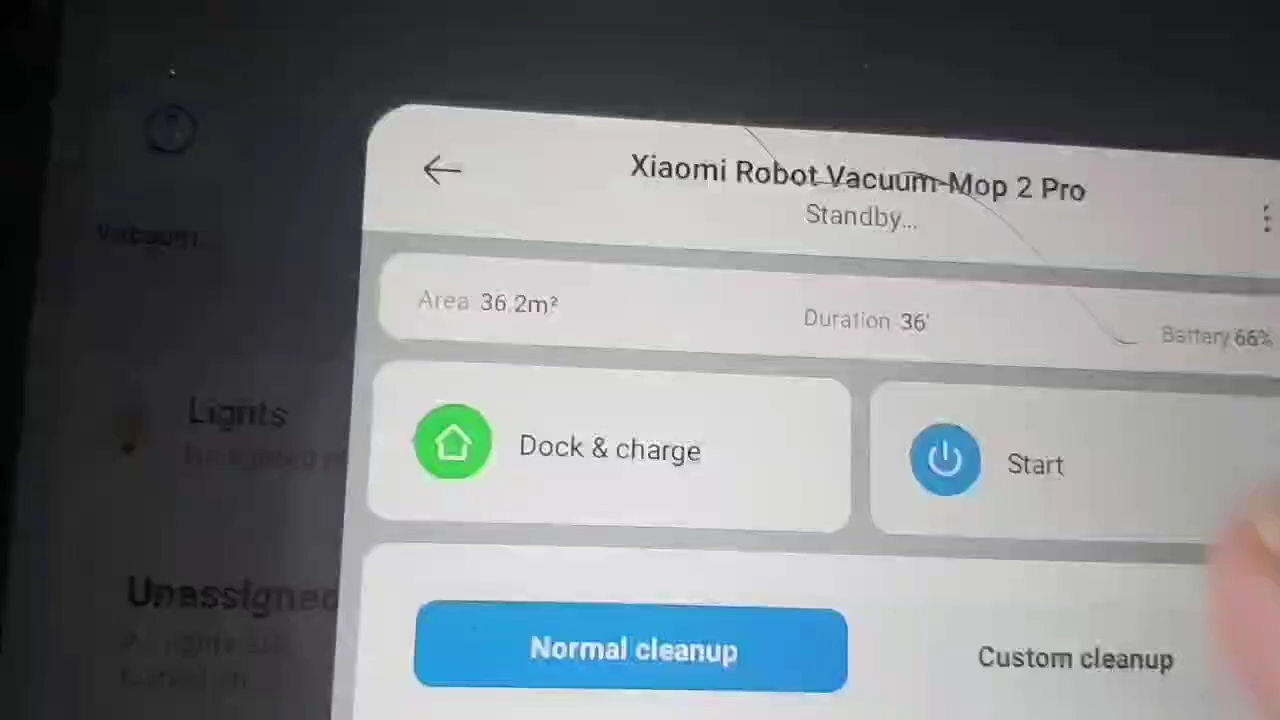 Xiaomi Robot Vacuum-Mop 2 Pro
Standby...
Area 36.2m²
Duration 36'
Battery 66%
Dock & charge
Start
Normal cleanup
Custom cleanup
Vacuum...
Lights
Unassigned